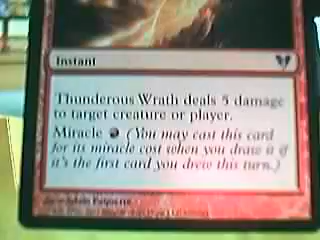 Instant
Thunderous Wrath deals 5 damage
to target creature or player.
Miracle (You may cast this card
for its miracle cost when you draw it if
it's the first card you drew this turn.)
Paquette